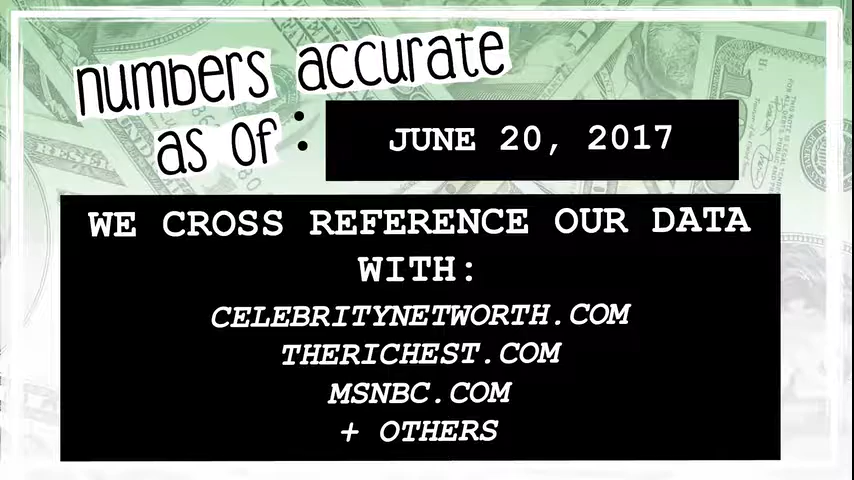 numbers accurate
as of:
JUNE 20, 2017
WE CROSS REFERENCE OUR DATA
WITH:
CELEBRITYNETWORTH.COM
THERICHEST.COM
MSNBC.COM
+ OTHERS